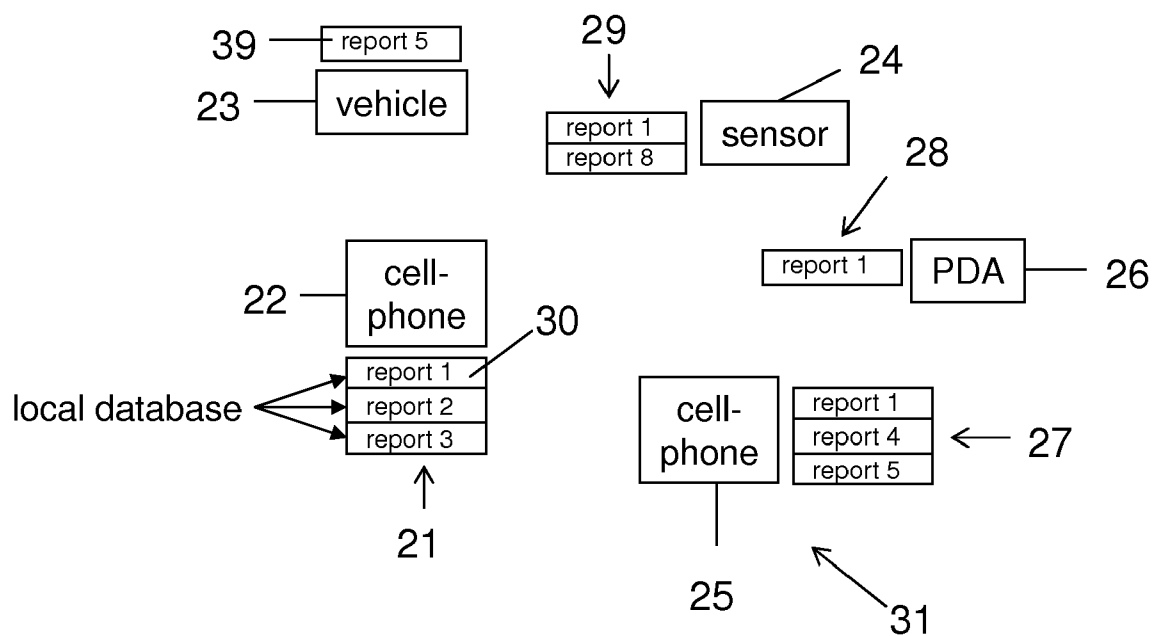 39
report 5
23
vehicle
29
report 1
report 8
24
sensor
28
report 1
PDA
26
22
cell-
phone
30
local database
report 1
report 2
report 3
21
cell-
phone
report 1
report 4
report 5
27
25
31